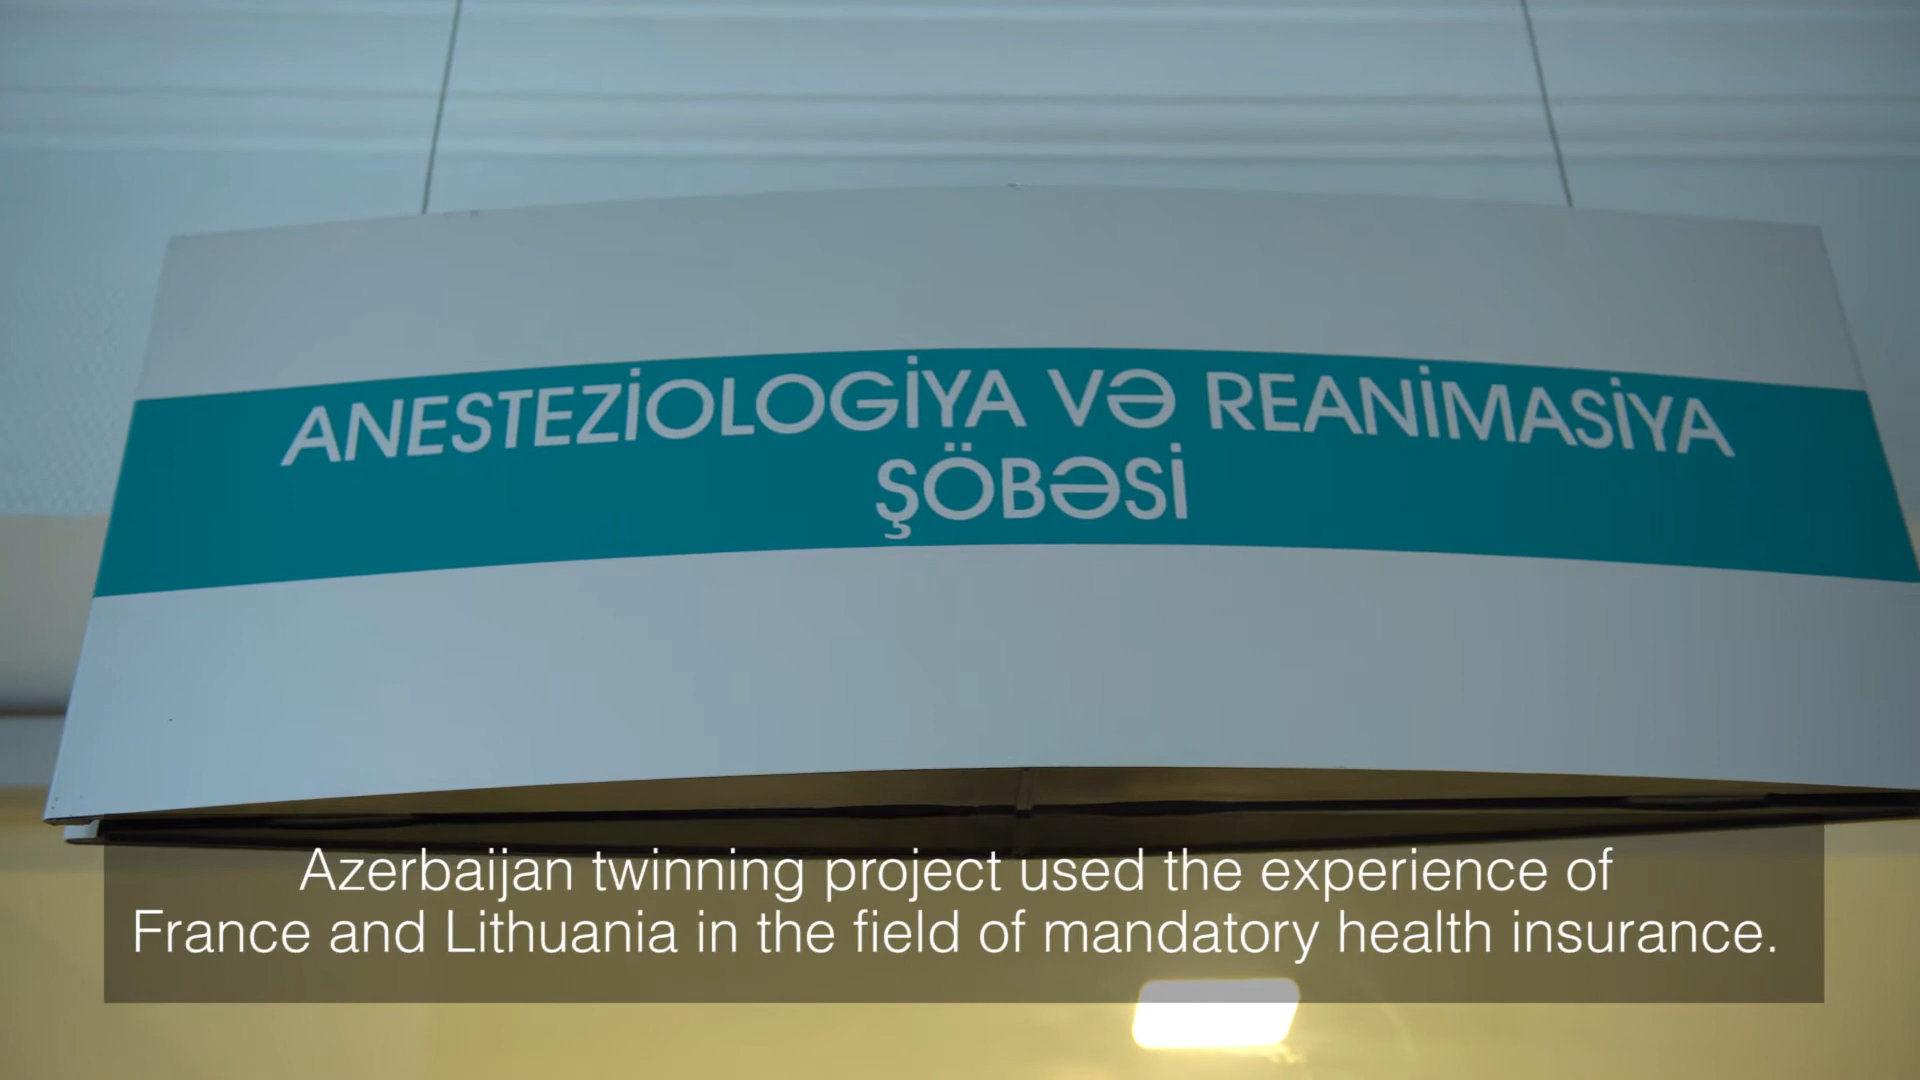 ANESTEZİOLOGİYA VƏ REANİMASİYA
ŞÖBƏSİ
Azerbaijan twinning project used the experience of
France and Lithuania in the field of mandatory health insurance.